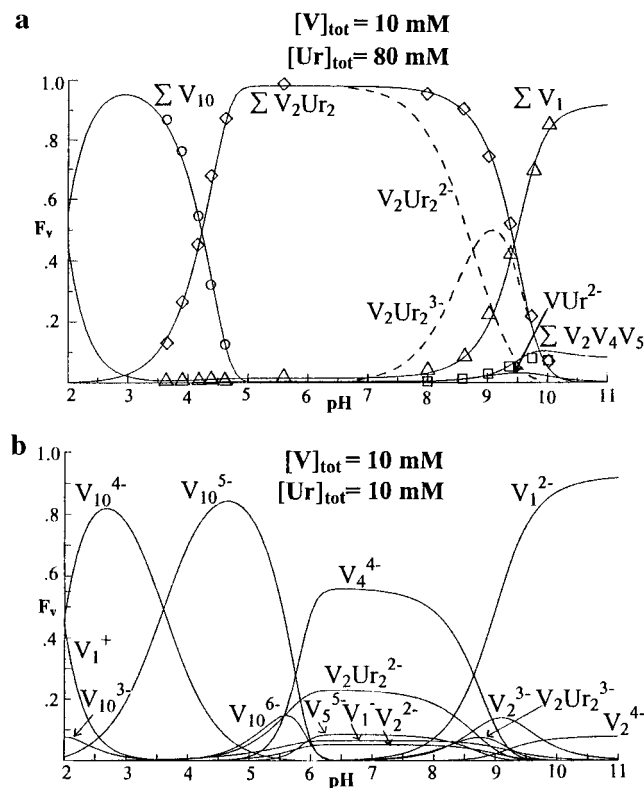 a
[V]tot = 10 mM
[Ur]tot = 80 mM
1.0
.8
.6
.4
.2
Fv
∑ V10
∑ V2Ur2
∑ V1
V2Ur2 2-
V2Ur2 3-
VUr2-
∑ V2V4V5
2 3 4 5 6 7 8 9 10 11
pH
b
[V]tot = 10 mM
[Ur]tot = 10 mM
1.0
.8
.6
.4
.2
Fv
V10 4-
V10 5-
V1 2-
V4 4-
V1 +
V10 3-
V2Ur2 2-
V10 6-
V5 5- V1 - V2 2-
V2 3- V2Ur2 3-
V2 4-
2 3 4 5 6 7 8 9 10 11
pH